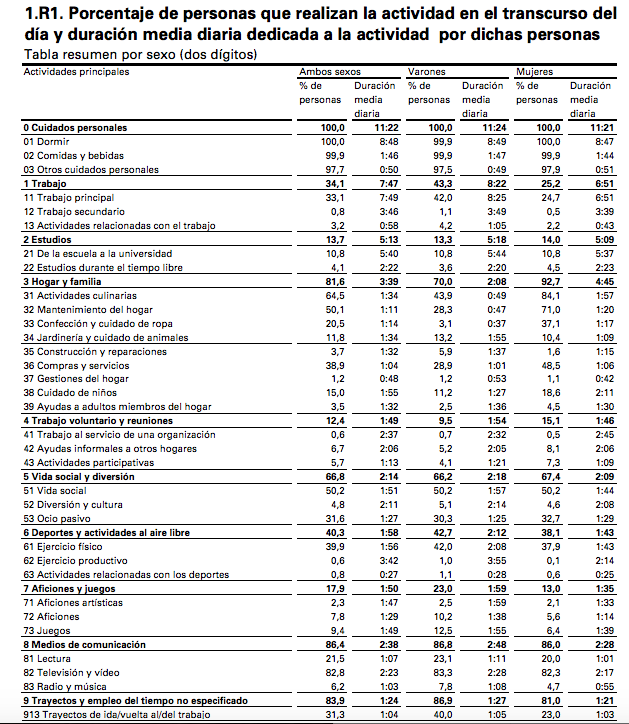 1.R1. Porcentaje de personas que realizan la actividad en el transcurso del
día y duración media diaria dedicada a la actividad por dichas personas
Tabla resumen por sexo (dos dígitos)
Actividades principales Ambos sexos Varones Mujeres
% de Duración % de Duración % de Duración
personas media personas media personas media
diaria diaria diaria
0 Cuidados personales 100,0 11:22 100,0 11:24 100,0 11:21
01 Dormir 100,0 8:48 99,9 8:49 100,0 8:47
02 Comidas y bebidas 99,9 1:46 99,9 1:47 99,9 1:44
03 Otros cuidados personales 97,7 0:50 97,5 0:49 97,9 0:51
1 Trabajo 34,1 7:47 43,3 8:22 25,2 6:51
11 Trabajo principal 33,1 7:49 42,0 8:25 24,7 6:51
12 Trabajo secundario 0,8 3:46 1,1 3:49 0,5 3:39
13 Actividades relacionadas con el trabajo 3,2 0:58 4,2 1:05 2,2 0:43
2 Estudios 13,7 5:13 13,3 5:18 14,0 5:09
21 De la escuela a la universidad 10,8 5:40 10,8 5:44 10,8 5:37
22 Estudios durante el tiempo libre 4,1 2:22 3,6 2:20 4,5 2:23
3 Hogar y familia 81,6 3:39 70,0 2:08 92,7 4:45
31 Actividades culinarias 64,5 1:34 43,9 0:49 84,1 1:57
32 Mantenimiento del hogar 50,1 1:11 28,3 0:47 71,0 1:20
33 Confección y cuidado de ropa 20,5 1:14 3,1 0:37 37,1 1:17
34 Jardinería y cuidado de animales 11,8 1:34 13,2 1:55 10,4 1:09
35 Construcción y reparaciones 3,7 1:32 5,9 1:37 1,6 1:15
36 Compras y servicios 38,9 1:04 28,9 1:01 48,5 1:06
37 Gestiones del hogar 1,2 0:48 1,2 0:53 1,1 0:42
38 Cuidado de niños 15,0 1:55 11,2 1:27 18,6 2:11
39 Ayudas a adultos miembros del hogar 3,5 1:32 2,5 1:36 4,5 1:30
4 Trabajo voluntario y reuniones 12,4 1:49 9,5 1:54 15,1 1:46
41 Trabajo al servicio de una organización 0,6 2:37 0,7 2:32 0,5 2:45
42 Ayudas informales a otros hogares 6,7 2:06 5,2 2:05 8,1 2:06
43 Actividades participativas 5,7 1:13 4,1 1:21 7,3 1:09
5 Vida social y diversión 66,8 2:14 66,2 2:18 67,4 2:09
51 Vida social 50,2 1:51 50,2 1:57 50,2 1:44
52 Diversión y cultura 4,8 2:11 5,1 2:14 4,6 2:08
53 Ocio pasivo 31,6 1:27 30,3 1:25 32,7 1:29
6 Deportes y actividades al aire libre 40,3 1:58 42,7 2:12 38,1 1:43
61 Ejercicio físico 39,9 1:56 42,0 2:08 37,9 1:43
62 Ejercicio productivo 0,6 3:42 1,0 3:55 0,1 2:14
63 Actividades relacionadas con los deportes 0,8 0:27 1,1 0:28 0,6 0:25
7 Aficiones y juegos 17,9 1:50 23,0 1:59 13,0 1:35
71 Aficiones artísticas 2,3 1:47 2,5 1:59 2,1 1:33
72 Aficiones 7,8 1:29 10,2 1:38 5,6 1:14
73 Juegos 9,4 1:49 12,5 1:55 6,4 1:39
8 Medios de comunicación 86,4 2:38 86,8 2:48 86,0 2:28
81 Lectura 21,5 1:07 23,1 1:11 20,0 1:01
82 Televisión y vídeo 82,8 2:23 83,3 2:28 82,3 2:17
83 Radio y música 6,2 1:03 7,8 1:08 4,7 0:55
9 Trayectos y empleo del tiempo no especificado 83,9 1:24 86,9 1:27 81,0 1:21
913 Trayectos de ida/vuelta al/del trabajo 31,3 1:04 40,0 1:05 23,0 1:03